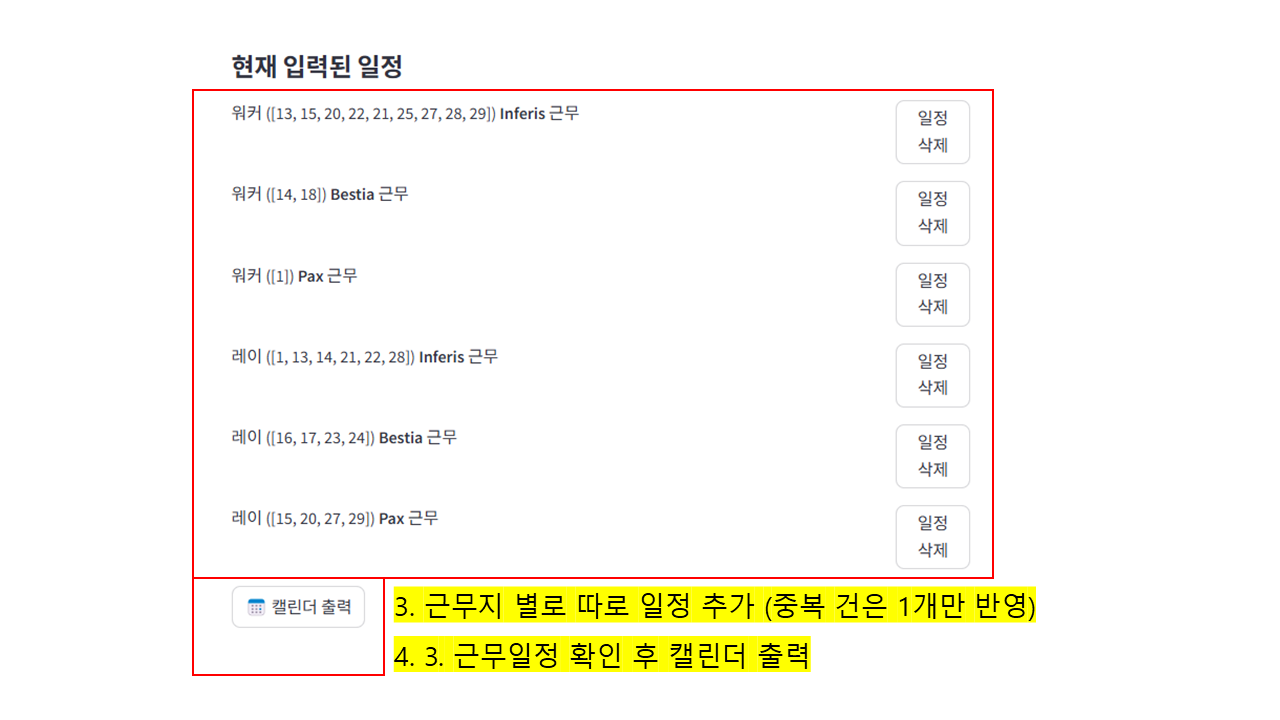 현재 입력된 일정
워커 ([13, 15, 20, 22, 21, 25, 27, 28, 29]) Inferis 근무
일정
삭제
워커 ([14, 18]) Bestia 근무
일정
삭제
워커 ([1]) Pax 근무
일정
삭제
레이 ([1, 13, 14, 21, 22, 28]) Inferis 근무
일정
삭제
레이 ([16, 17, 23, 24]) Bestia 근무
일정
삭제
레이 ([15, 20, 27, 29]) Pax 근무
일정
삭제
캘린더 출력
3. 근무지 별로 따로 일정 추가 (중복 건은 1개만 반영)
4. 3. 근무일정 확인 후 캘린더 출력